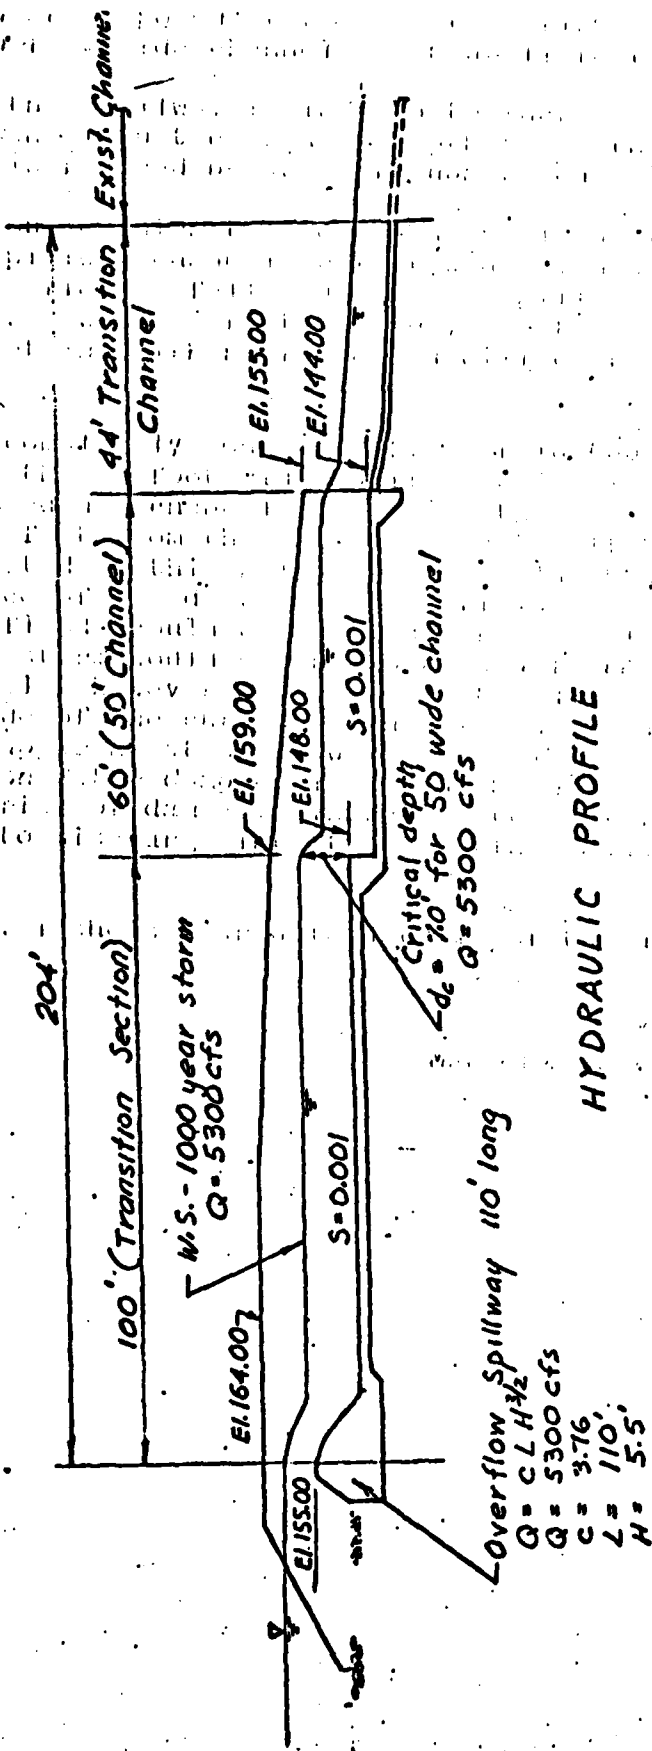 204'
100' (Transition Section)
60' (50' Channel)
44' Transition
Channel
Exist. Channel
El. 164.00
W.S. - 1000 year storm
Q = 5300 cfs
El. 159.00
El. 148.00
El. 155.00
El. 144.00
El. 155.00
S=0.001
S=0.001
Critical depth
dc = 7.0' for 50' wide channel
Q = 5300 cfs
Overflow Spillway 110' long
Q = C L H 3/2
Q = 5300 cfs
C = 3.76
L = 110'
H = 5.5'
HYDRAULIC PROFILE